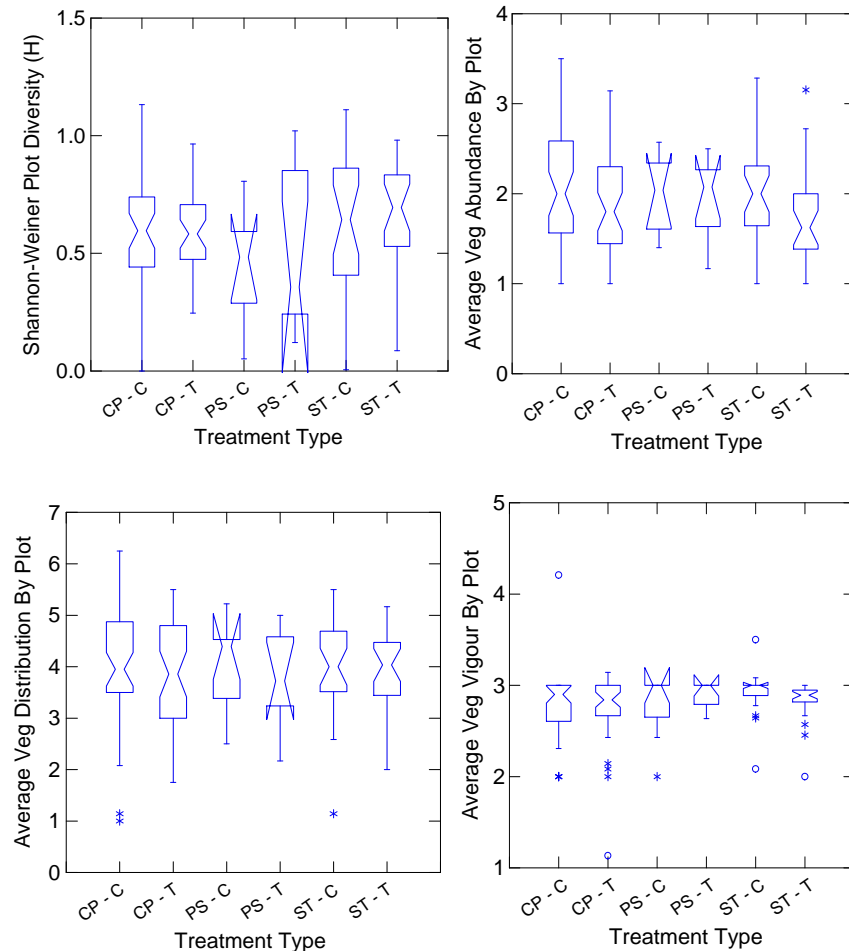 Shannon-Weiner Plot Diversity (H)
1.5
1.0
0.5
0.0
CP - C
CP - T
PS - C
PS - T
ST - C
ST - T
Treatment Type
Average Veg Abundance By Plot
4
3
2
1
0
CP - C
CP - T
PS - C
PS - T
ST - C
ST - T
Treatment Type
Average Veg Distribution By Plot
7
6
5
4
3
2
1
0
CP - C
CP - T
PS - C
PS - T
ST - C
ST - T
Treatment Type
Average Veg Vigour By Plot
5
4
3
2
1
CP - C
CP - T
PS - C
PS - T
ST - C
ST - T
Treatment Type